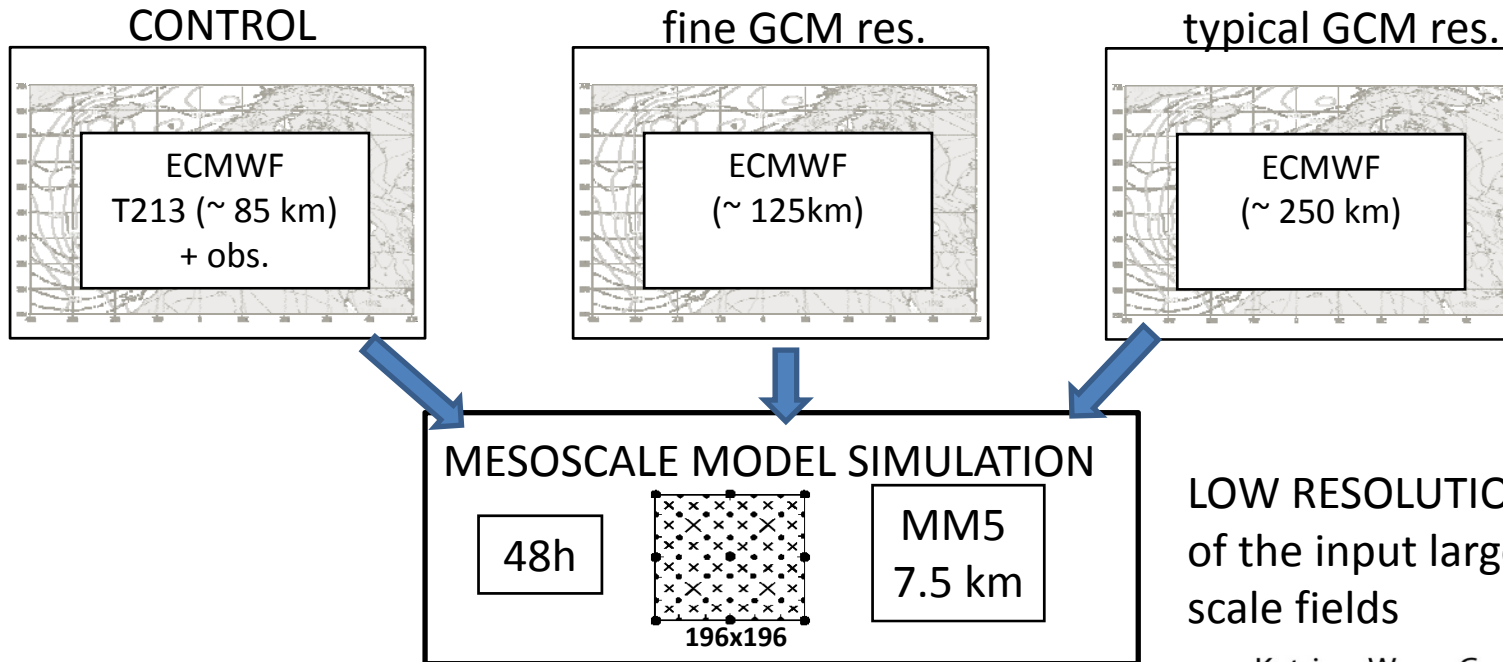 CONTROL
fine GCM res.
typical GCM res.
ECMWF
T213 (~ 85 km)
+ obs.
ECMWF
(~ 125km)
ECMWF
(~ 250 km)
MESOSCALE MODEL SIMULATION
48h
196x196
MM5
7.5 km
LOW RESOLUTIO
of the input large
scale fields